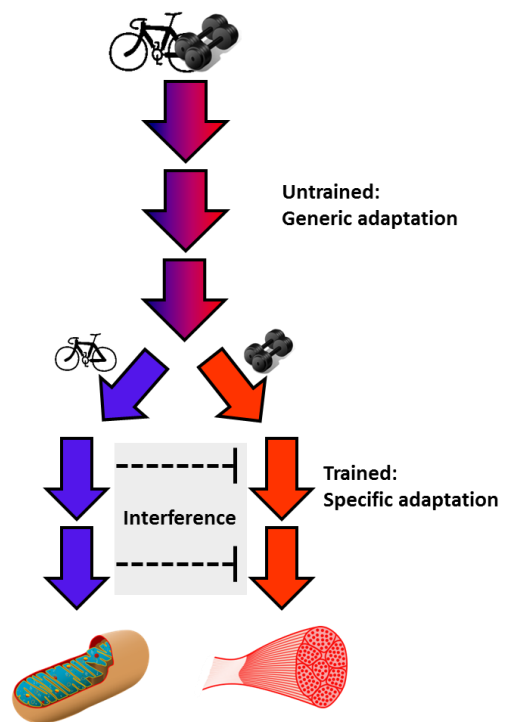 Untrained:
Generic adaptation
Trained:
Specific adaptation
Interference